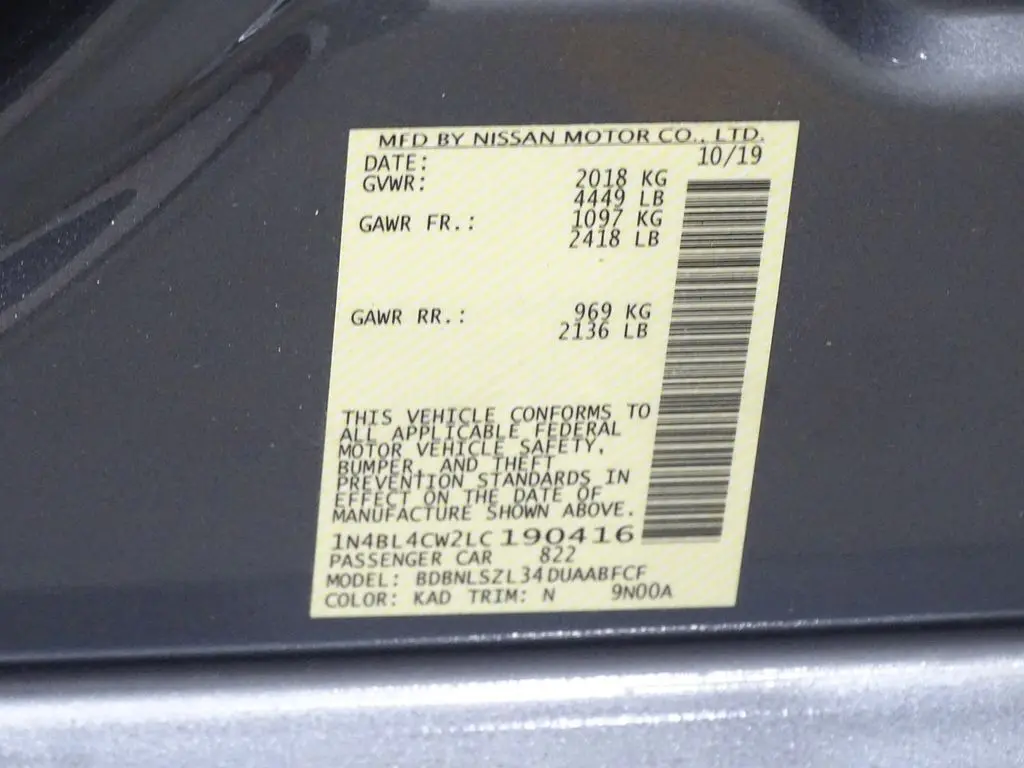 MFD BY NISSAN MOTOR CO., LTD.
DATE: 10/19
GVWR: 2018 KG
4449 LB
GAWR FR.: 1097 KG
2418 LB
GAWR RR.: 969 KG
2136 LB
THIS VEHICLE CONFORMS TO
ALL APPLICABLE FEDERAL
MOTOR VEHICLE SAFETY,
BUMPER, AND THEFT
PREVENTION STANDARDS IN
EFFECT ON THE DATE OF
MANUFACTURE SHOWN ABOVE.
1N4BL4CW2LC190416
PASSENGER CAR 822
MODEL: BDBNLSZL34DUAABFCF
COLOR: KAD TRIM: N 9N00A